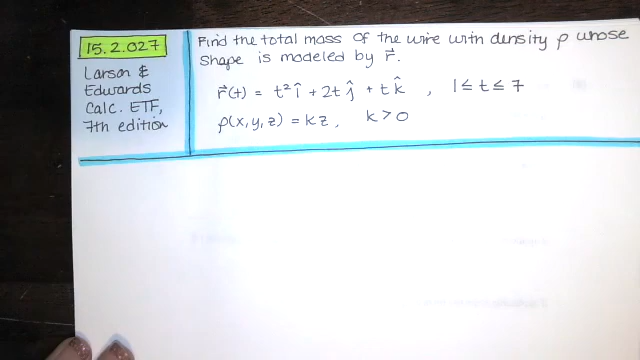 15.2.027
Larson &
Edwards
Calc. ETF,
7th edition
Find the total mass of the wire with density ρ whose
shape is modeled by r⃗.
r⃗(t) = t² î + 2t ĵ + t k̂ , 1 ≤ t ≤ 7
ρ(x, y, z) = kz, k > 0